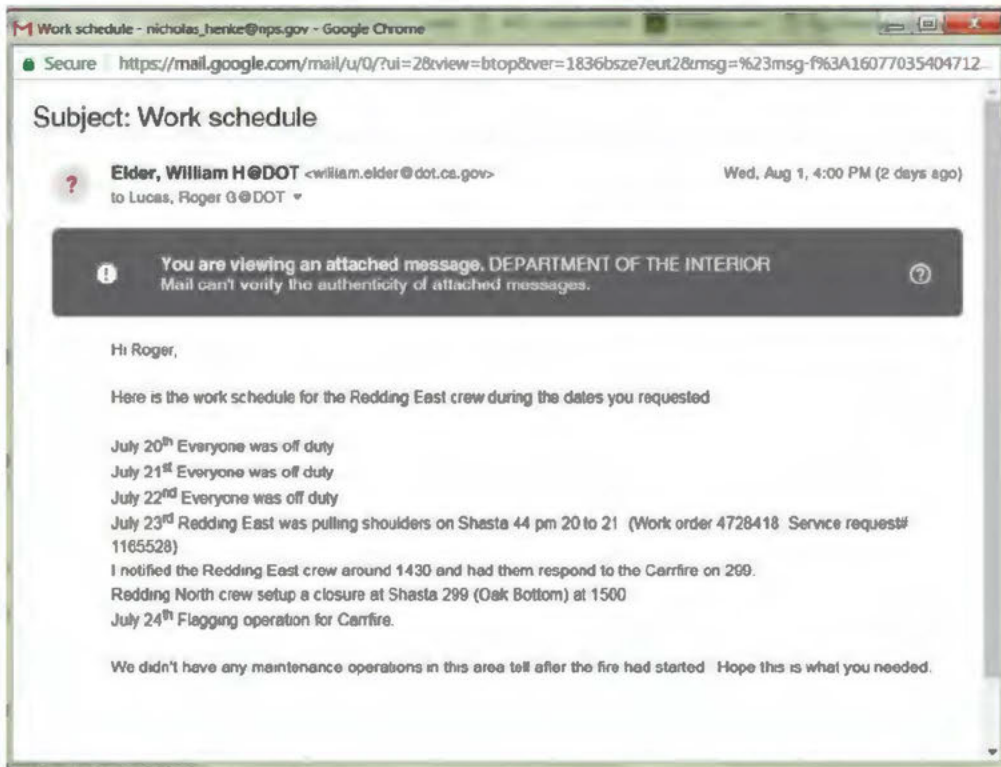 Work schedule - nicholas_henke@nps.gov - Google Chrome
Secure https://mail.google.com/mail/u/0/?ui=2&view=btop&ver=1836bsze7eut2&msg=%23msg-f%3A16077035404712
Subject: Work schedule
Elder, William H@DOT <william.elder@dot.ca.gov> Wed, Aug 1, 4:00 PM (2 days ago)
to Lucas, Roger G@DOT
You are viewing an attached message. DEPARTMENT OF THE INTERIOR
Mail can't verify the authenticity of attached messages.
Hi Roger,
Here is the work schedule for the Redding East crew during the dates you requested
July 20th Everyone was off duty
July 21st Everyone was off duty
July 22nd Everyone was off duty
July 23rd Redding East was pulling shoulders on Shasta 44 pm 20 to 21 (Work order 4728418 Service request#
1165528)
I notified the Redding East crew around 1430 and had them respond to the Carrfire on 299.
Redding North crew setup a closure at Shasta 299 (Oak Bottom) at 1500
July 24th Flagging operation for Carrfire.
We didn't have any maintenance operations in this area tell after the fire had started Hope this is what you needed.